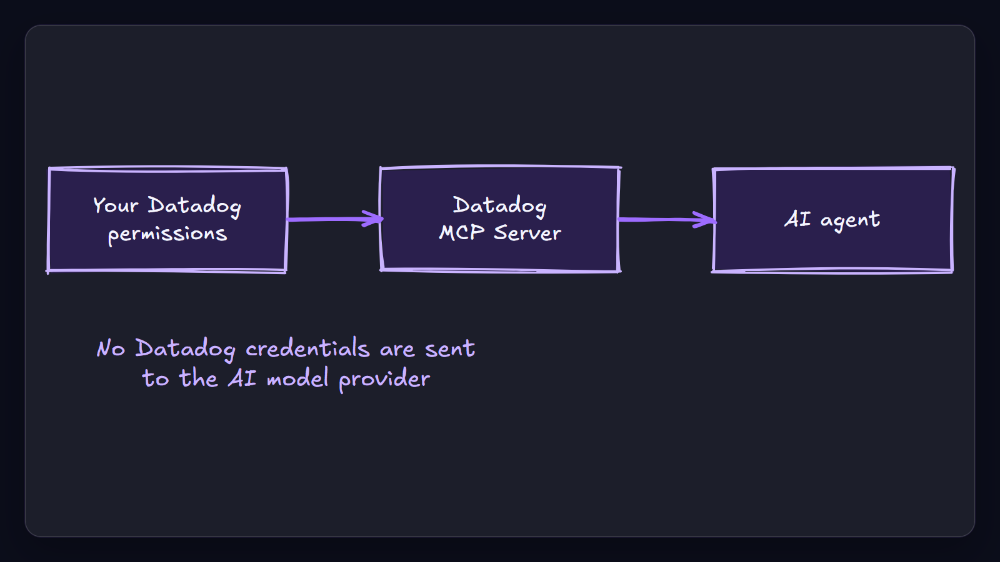 Your Datadog
permissions
Datadog
MCP Server
AI agent
No Datadog credentials are sent
to the AI model provider